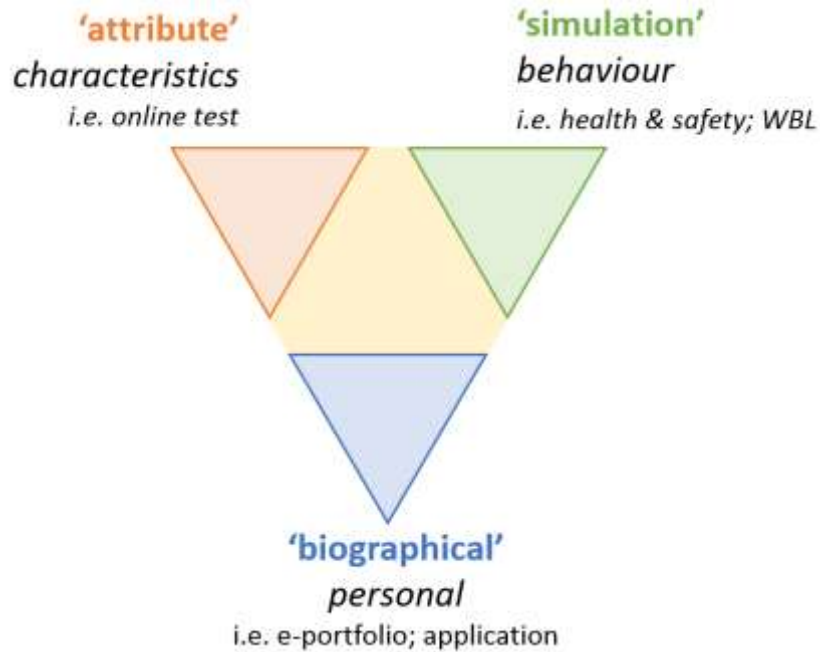 ‘attribute’
characteristics
i.e. online test
‘simulation’
behaviour
i.e. health & safety; WBL
‘biographical’
personal
i.e. e-portfolio; application